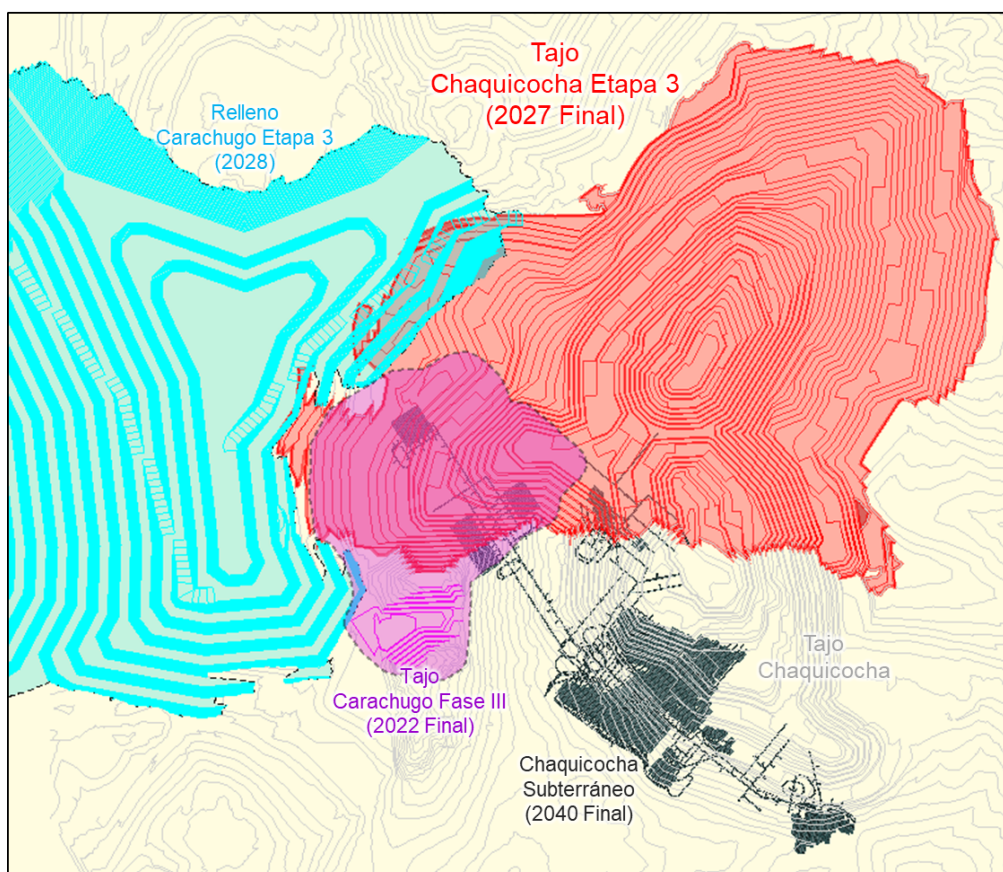 Tajo
Chaquicocha Etapa 3
(2027 Final)
Relleno
Carachugo Etapa 3
(2028)
Tajo
Chaquicocha
Tajo
Carachugo Fase III
(2022 Final)
Chaquicocha
Subterráneo
(2040 Final)